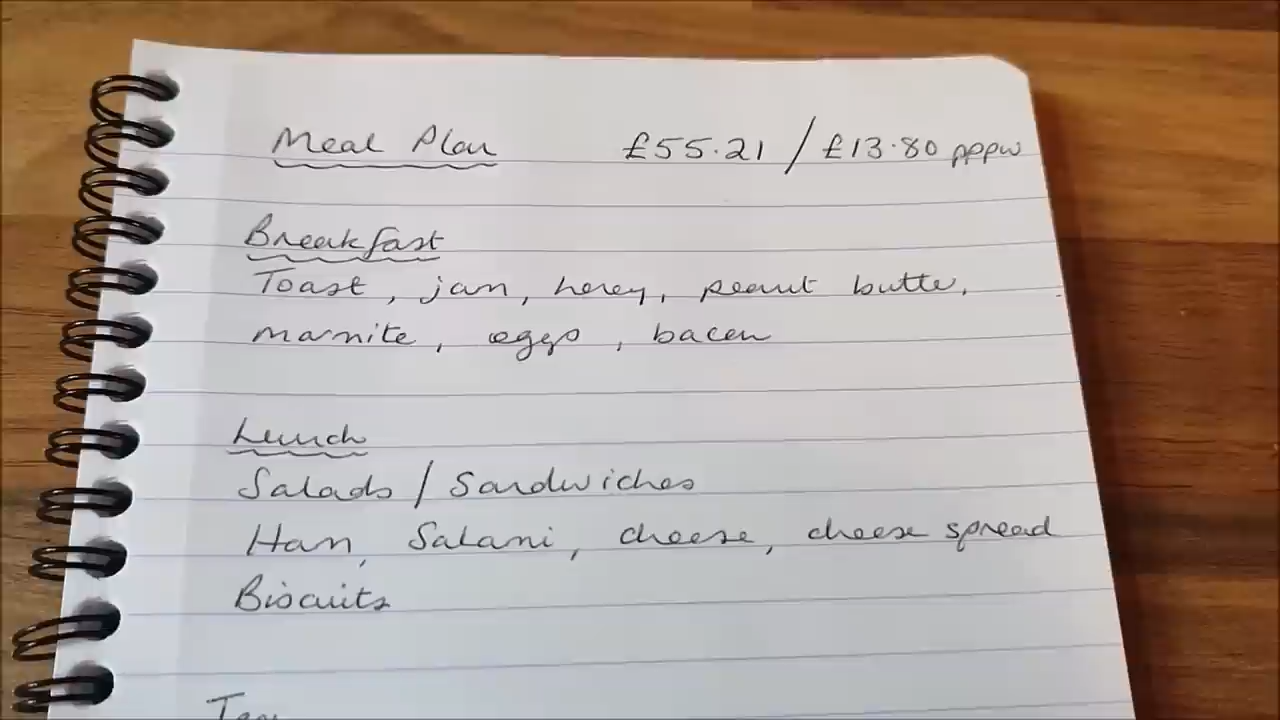 Meal Plan £55.21 / £13.80 pppw
Breakfast
Toast, jam, honey, peanut butter,
marmite, eggs, bacon
Lunch
Salads / Sandwiches
Ham, Salami, cheese, cheese spread
Biscuits
Tea